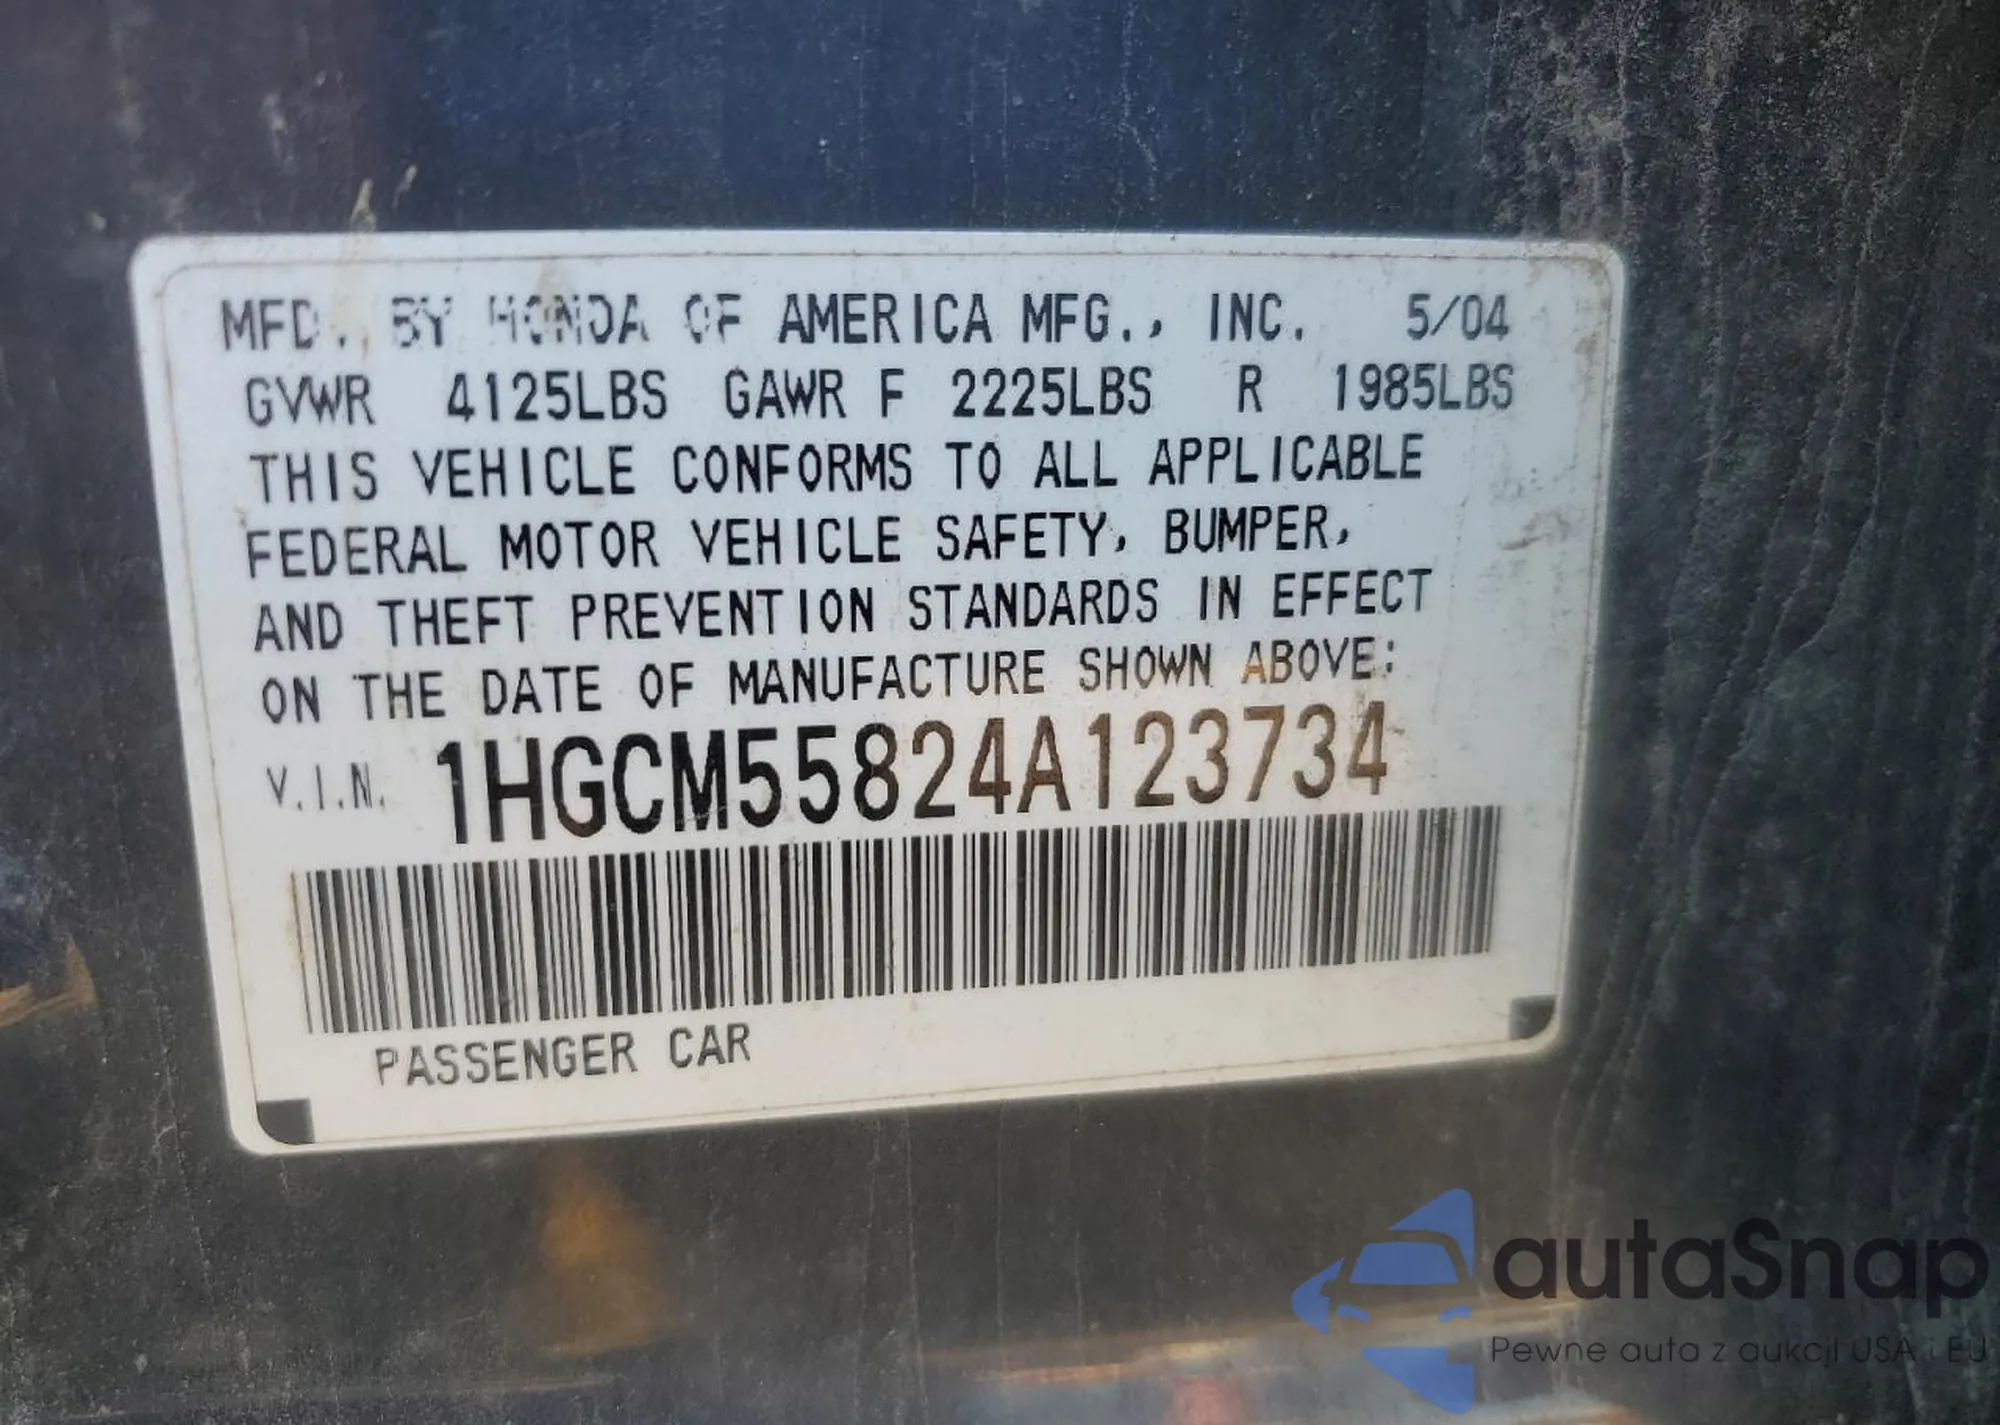 MFD. BY HONDA OF AMERICA MFG., INC. 5/04
GVWR 4125LBS GAWR F 2225LBS R 1985LBS
THIS VEHICLE CONFORMS TO ALL APPLICABLE
FEDERAL MOTOR VEHICLE SAFETY, BUMPER,
AND THEFT PREVENTION STANDARDS IN EFFECT
ON THE DATE OF MANUFACTURE SHOWN ABOVE:
V.I.N. 1HGCM55824A123734
PASSENGER CAR
autaSnap
Pewne auta z aukcji USA i EU